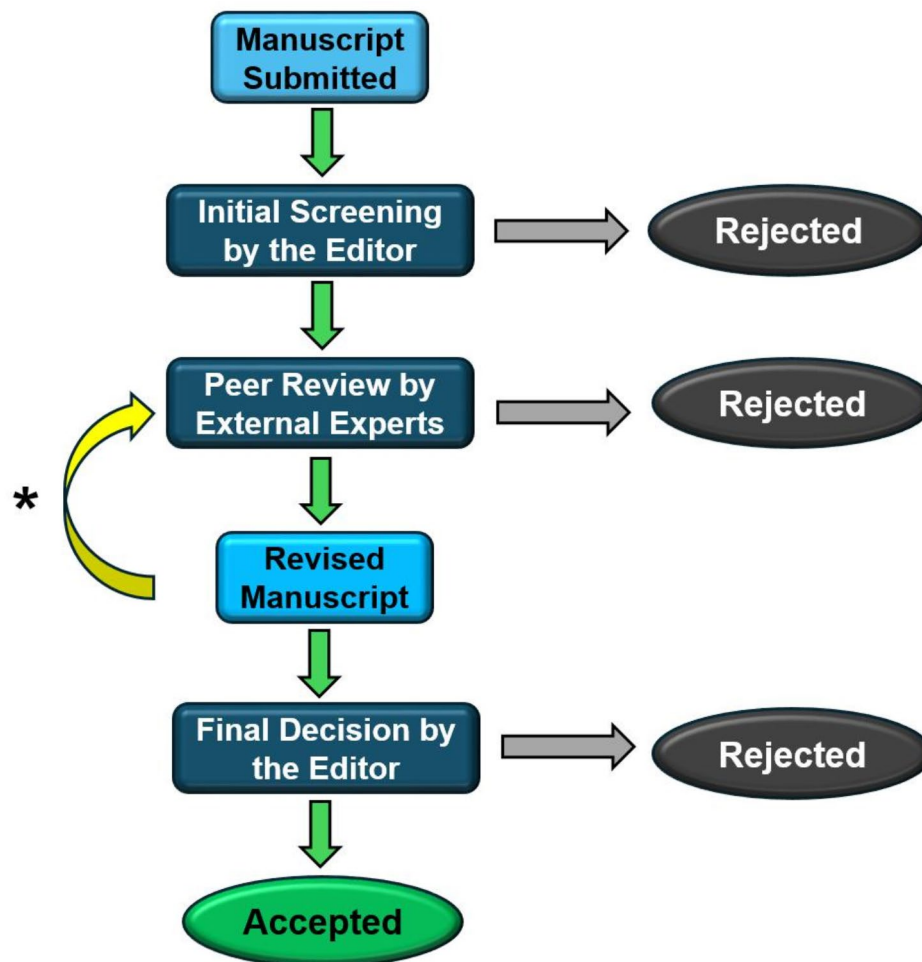 Manuscript
Submitted
Initial Screening
by the Editor
Rejected
Peer Review by
External Experts
Rejected
*
Revised
Manuscript
Final Decision by
the Editor
Rejected
Accepted